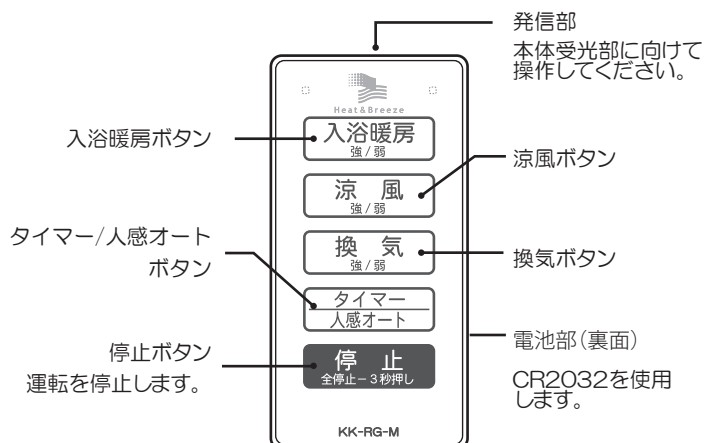 発信部
本体受光部に向けて
操作してください。
Heat&Breeze
入浴暖房ボタン
入浴暖房
強/弱
涼風ボタン
涼 風
強/弱
タイマー/人感オート
ボタン
換 気
強/弱
換気ボタン
タイマー
人感オート
停止ボタン
運転を停止します。
停 止
全停止－3秒押し
電池部(裏面)
CR2032を使用
します。
KK-RG-M